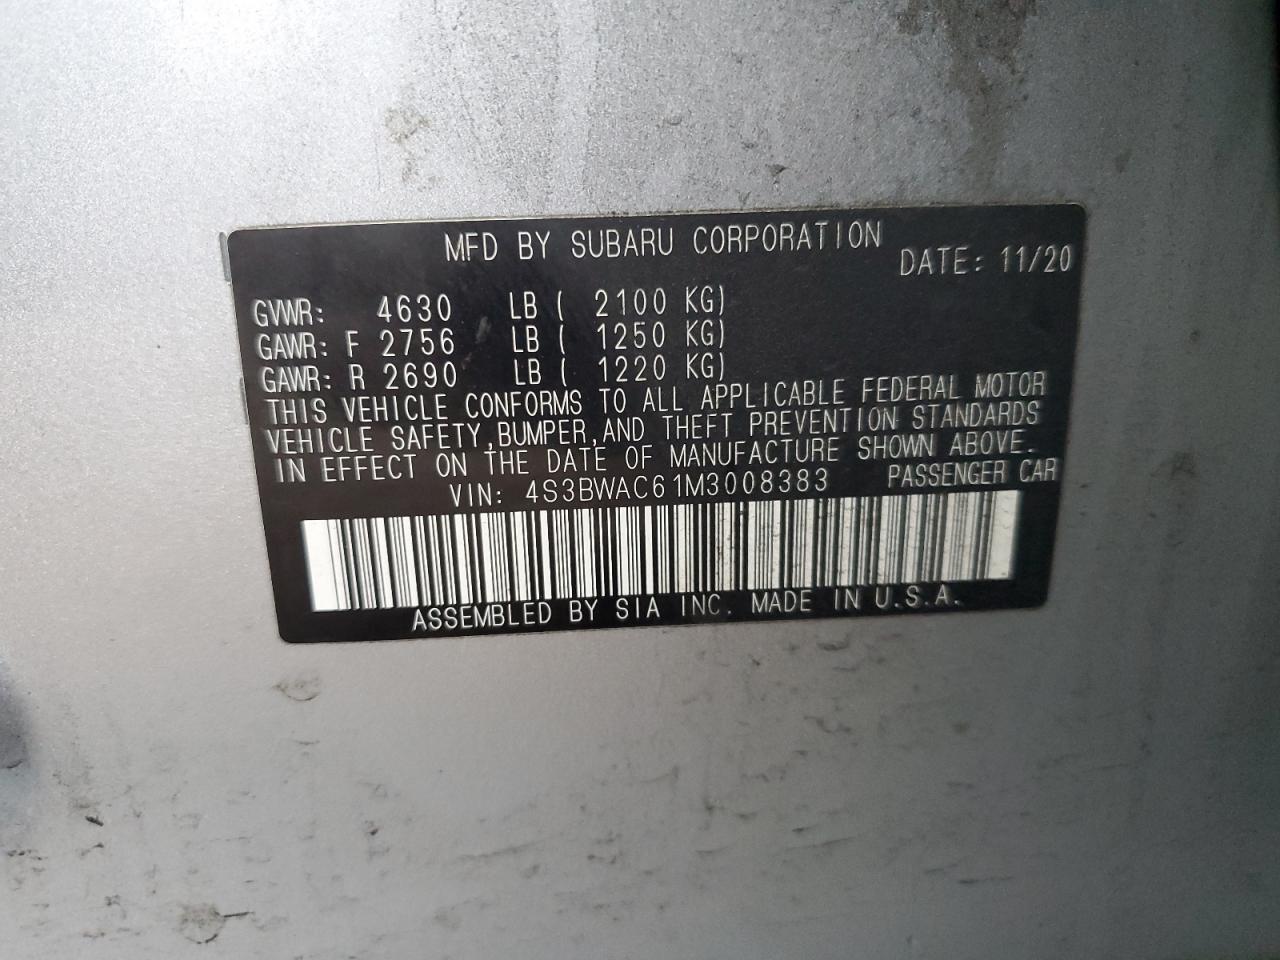 MFD BY SUBARU CORPORATION
DATE: 11/20
GVWR: 4630 LB ( 2100 KG)
GAWR: F 2756 LB ( 1250 KG)
GAWR: R 2690 LB ( 1220 KG)
THIS VEHICLE CONFORMS TO ALL APPLICABLE FEDERAL MOTOR
VEHICLE SAFETY,BUMPER,AND THEFT PREVENTION STANDARDS
IN EFFECT ON THE DATE OF MANUFACTURE SHOWN ABOVE.
VIN: 4S3BWAC61M3008383 PASSENGER CAR
ASSEMBLED BY SIA INC. MADE IN U.S.A.